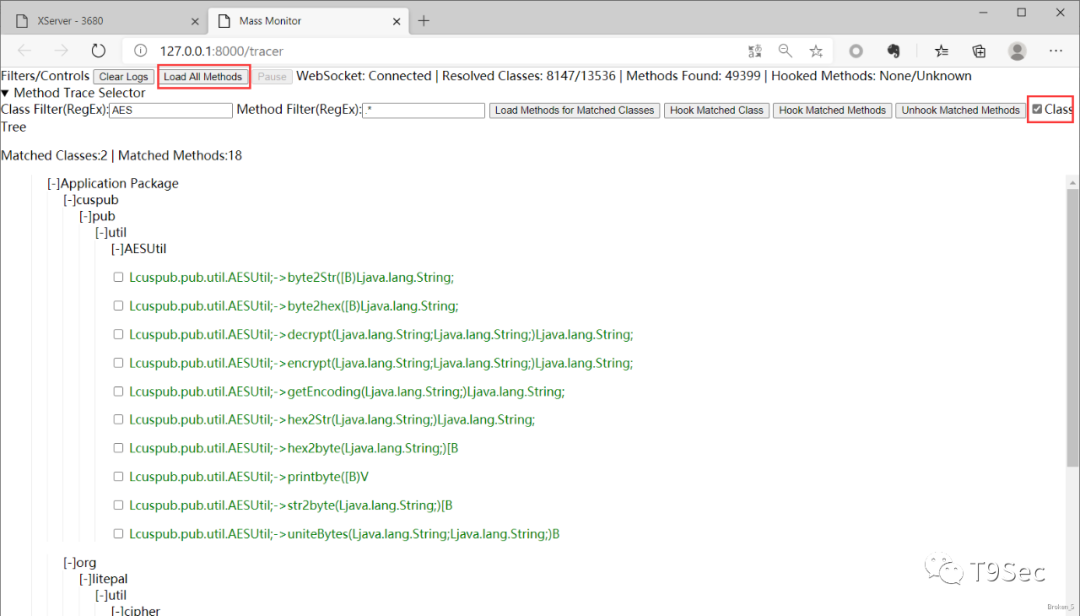 XServer - 3680
Mass Monitor
127.0.0.1:8000/tracer
Filters/Controls Clear Logs Load All Methods Pause WebSocket: Connected | Resolved Classes: 8147/13536 | Methods Found: 49399 | Hooked Methods: None/Unknown
▼ Method Trace Selector
Class Filter(RegEx): AES Method Filter(RegEx): .* Load Methods for Matched Classes Hook Matched Class Hook Matched Methods Unhook Matched Methods Class
Tree
Matched Classes:2 | Matched Methods:18
[-]Application Package
[-]cuspub
[-]pub
[-]util
[-]AESUtil
Lcuspub.pub.util.AESUtil;->byte2Str([B)Ljava.lang.String;
Lcuspub.pub.util.AESUtil;->byte2hex([B)Ljava.lang.String;
Lcuspub.pub.util.AESUtil;->decrypt(Ljava.lang.String;Ljava.lang.String;)Ljava.lang.String;
Lcuspub.pub.util.AESUtil;->encrypt(Ljava.lang.String;Ljava.lang.String;)Ljava.lang.String;
Lcuspub.pub.util.AESUtil;->getEncoding(Ljava.lang.String;)Ljava.lang.String;
Lcuspub.pub.util.AESUtil;->hex2Str(Ljava.lang.String;)Ljava.lang.String;
Lcuspub.pub.util.AESUtil;->hex2byte(Ljava.lang.String;)[B
Lcuspub.pub.util.AESUtil;->printbyte([B)V
Lcuspub.pub.util.AESUtil;->str2byte(Ljava.lang.String;)[B
Lcuspub.pub.util.AESUtil;->uniteBytes(Ljava.lang.String;Ljava.lang.String;)B
[-]org
[-]litepal
[-]util
[-]cipher
T9Sec
Broken_5